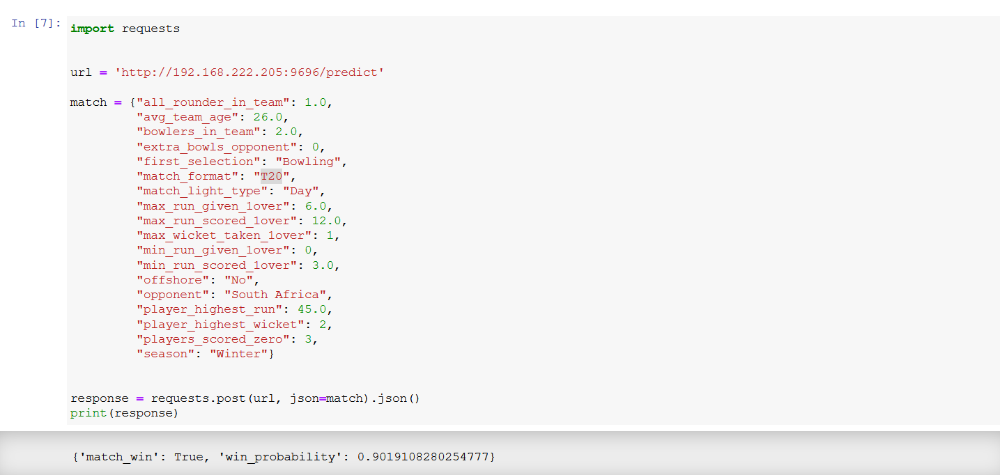 In [7]:
import requests
url = 'http://192.168.222.205:9696/predict'
match = {"all_rounder_in_team": 1.0,
"avg_team_age": 26.0,
"bowlers_in_team": 2.0,
"extra_bowls_opponent": 0,
"first_selection": "Bowling",
"match_format": "T20",
"match_light_type": "Day",
"max_run_given_1over": 6.0,
"max_run_scored_1over": 12.0,
"max_wicket_taken_1over": 1,
"min_run_given_1over": 0,
"min_run_scored_1over": 3.0,
"offshore": "No",
"opponent": "South Africa",
"player_highest_run": 45.0,
"player_highest_wicket": 2,
"players_scored_zero": 3,
"season": "Winter"}
response = requests.post(url, json=match).json()
print(response)
{'match_win': True, 'win_probability': 0.9019108280254777}